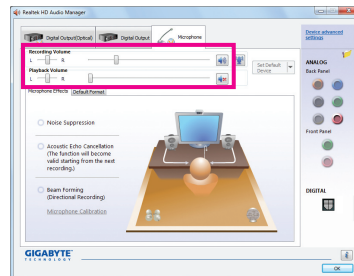 Realtek HD Audio Manager
Digital Output(Optical)
Digital Output
Microphone
Device advanced settings
Recording Volume
L
R
Set Default Device
Playback Volume
L
R
Microphone Effects
Default Format
Noise Suppression
Acoustic Echo Cancellation
(The function will become
valid starting from the next
recording.)
Beam Forming
(Directional Recording)
Microphone Calibration
ANALOG
Back Panel
Front Panel
DIGITAL
GIGABYTE
TECHNOLOGY
OK